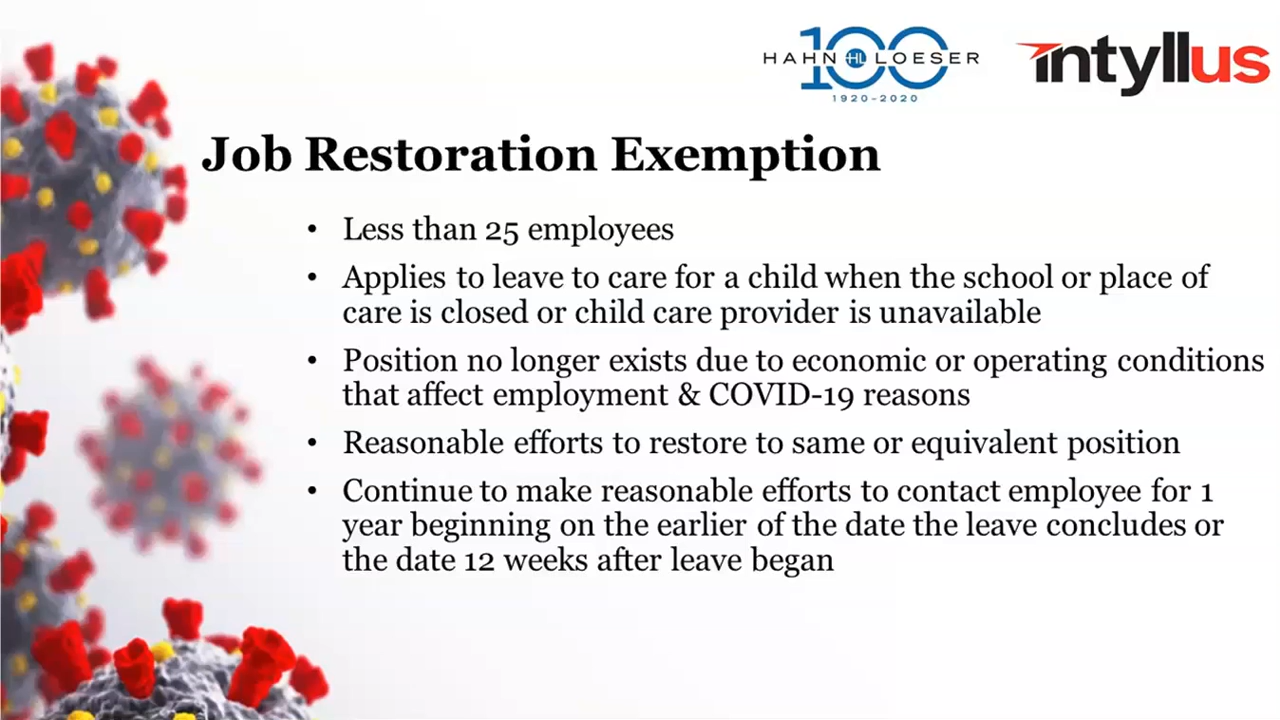 HAHN HL LOESER
100
1920-2020
intyllus
Job Restoration Exemption
• Less than 25 employees
• Applies to leave to care for a child when the school or place of
care is closed or child care provider is unavailable
• Position no longer exists due to economic or operating conditions
that affect employment & COVID-19 reasons
• Reasonable efforts to restore to same or equivalent position
• Continue to make reasonable efforts to contact employee for 1
year beginning on the earlier of the date the leave concludes or
the date 12 weeks after leave began